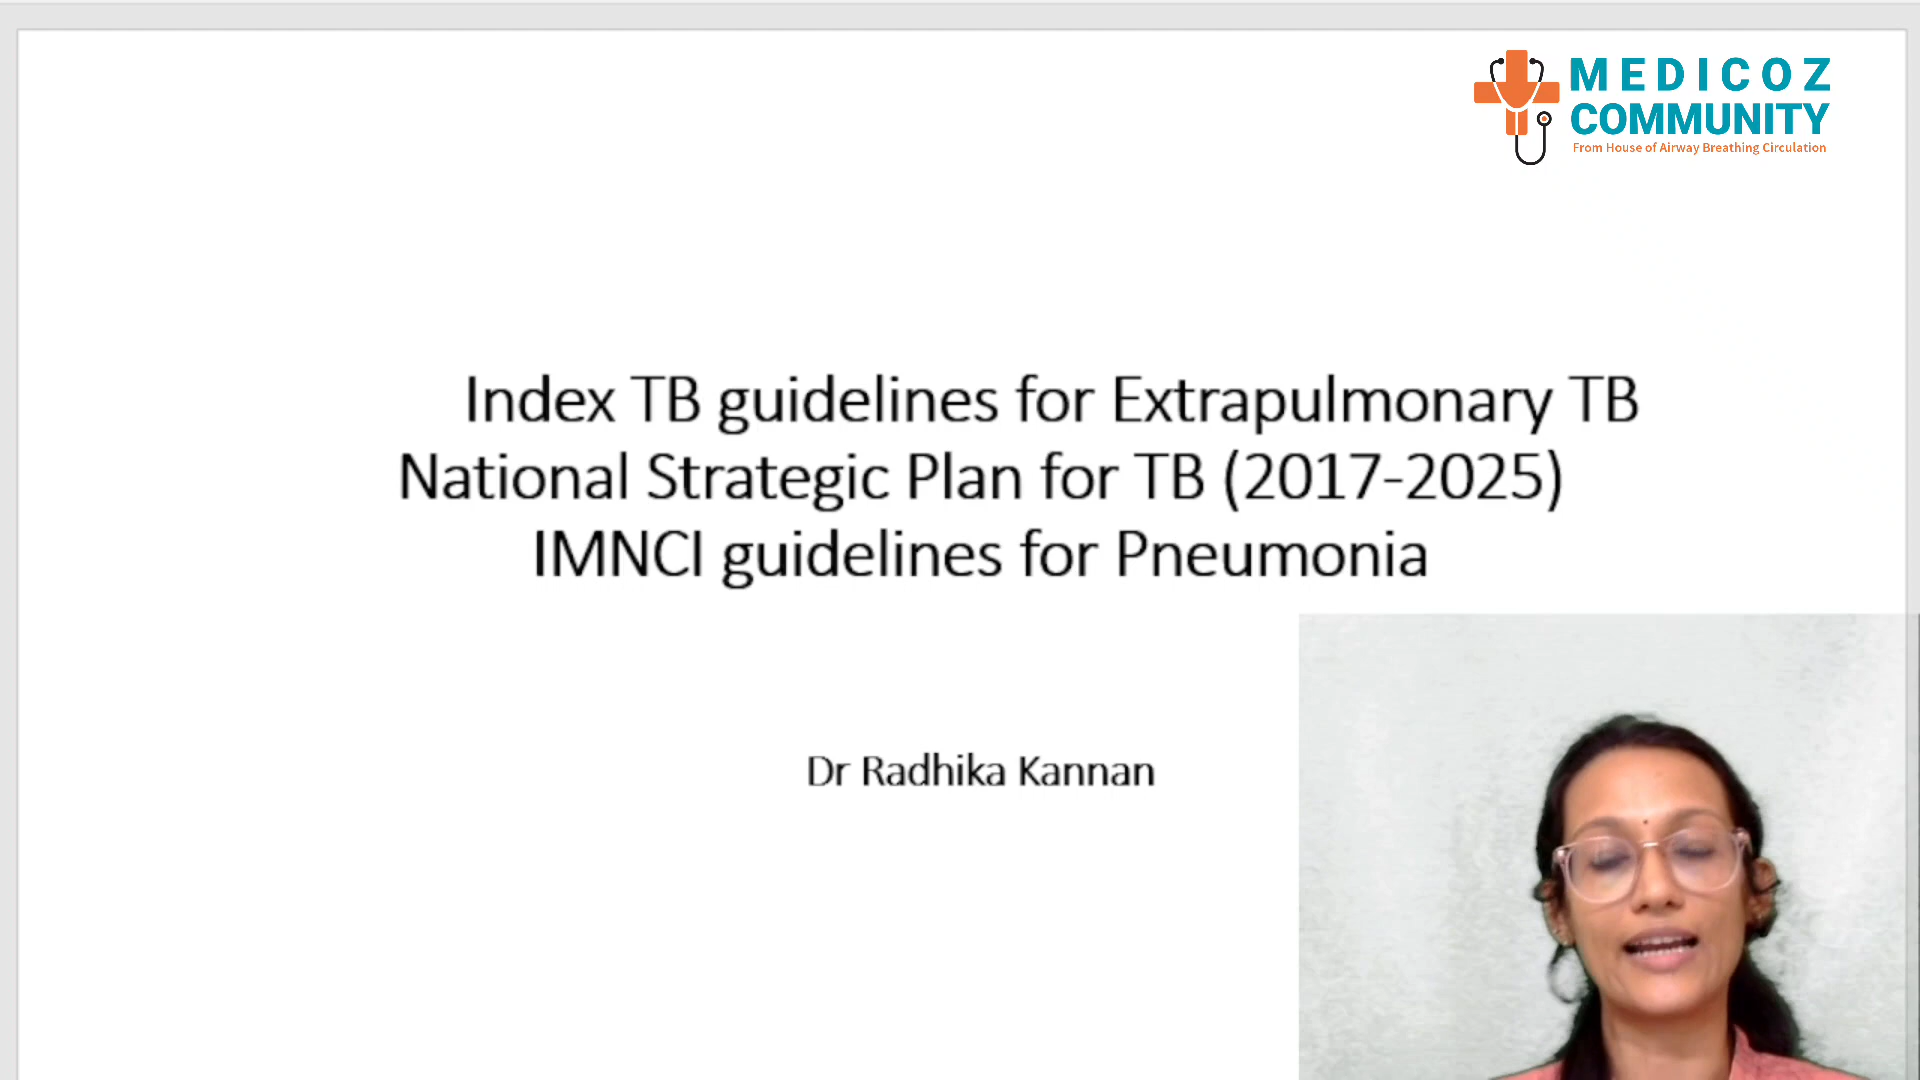 MEDICOZ
COMMUNITY
From House of Airway Breathing Circulation
Index TB guidelines for Extrapulmonary TB
National Strategic Plan for TB (2017-2025)
IMNCI guidelines for Pneumonia
Dr Radhika Kannan